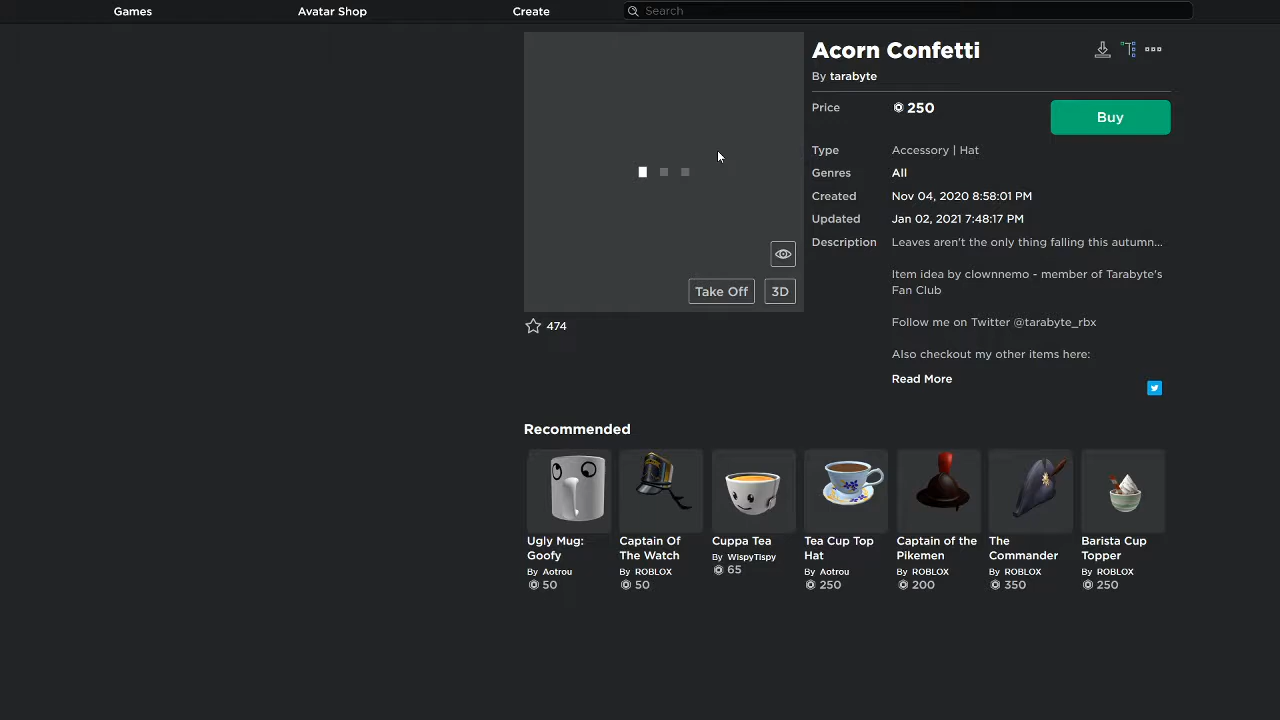 Games
Avatar Shop
Create
Search
Acorn Confetti
By tarabyte
Price
250
Buy
Type
Accessory | Hat
Genres
All
Created
Nov 04, 2020 8:58:01 PM
Updated
Jan 02, 2021 7:48:17 PM
Description
Leaves aren't the only thing falling this autumn...
Item idea by clownnemo - member of Tarabyte's
Fan Club
Follow me on Twitter @tarabyte_rbx
Also checkout my other items here:
Read More
Take Off
3D
474
Recommended
Ugly Mug:
Goofy
By Aotrou
50
Captain Of
The Watch
By ROBLOX
50
Cuppa Tea
By WispyTispy
65
Tea Cup Top
Hat
By Aotrou
250
Captain of the
Pikemen
By ROBLOX
200
The
Commander
By ROBLOX
350
Barista Cup
Topper
By ROBLOX
250